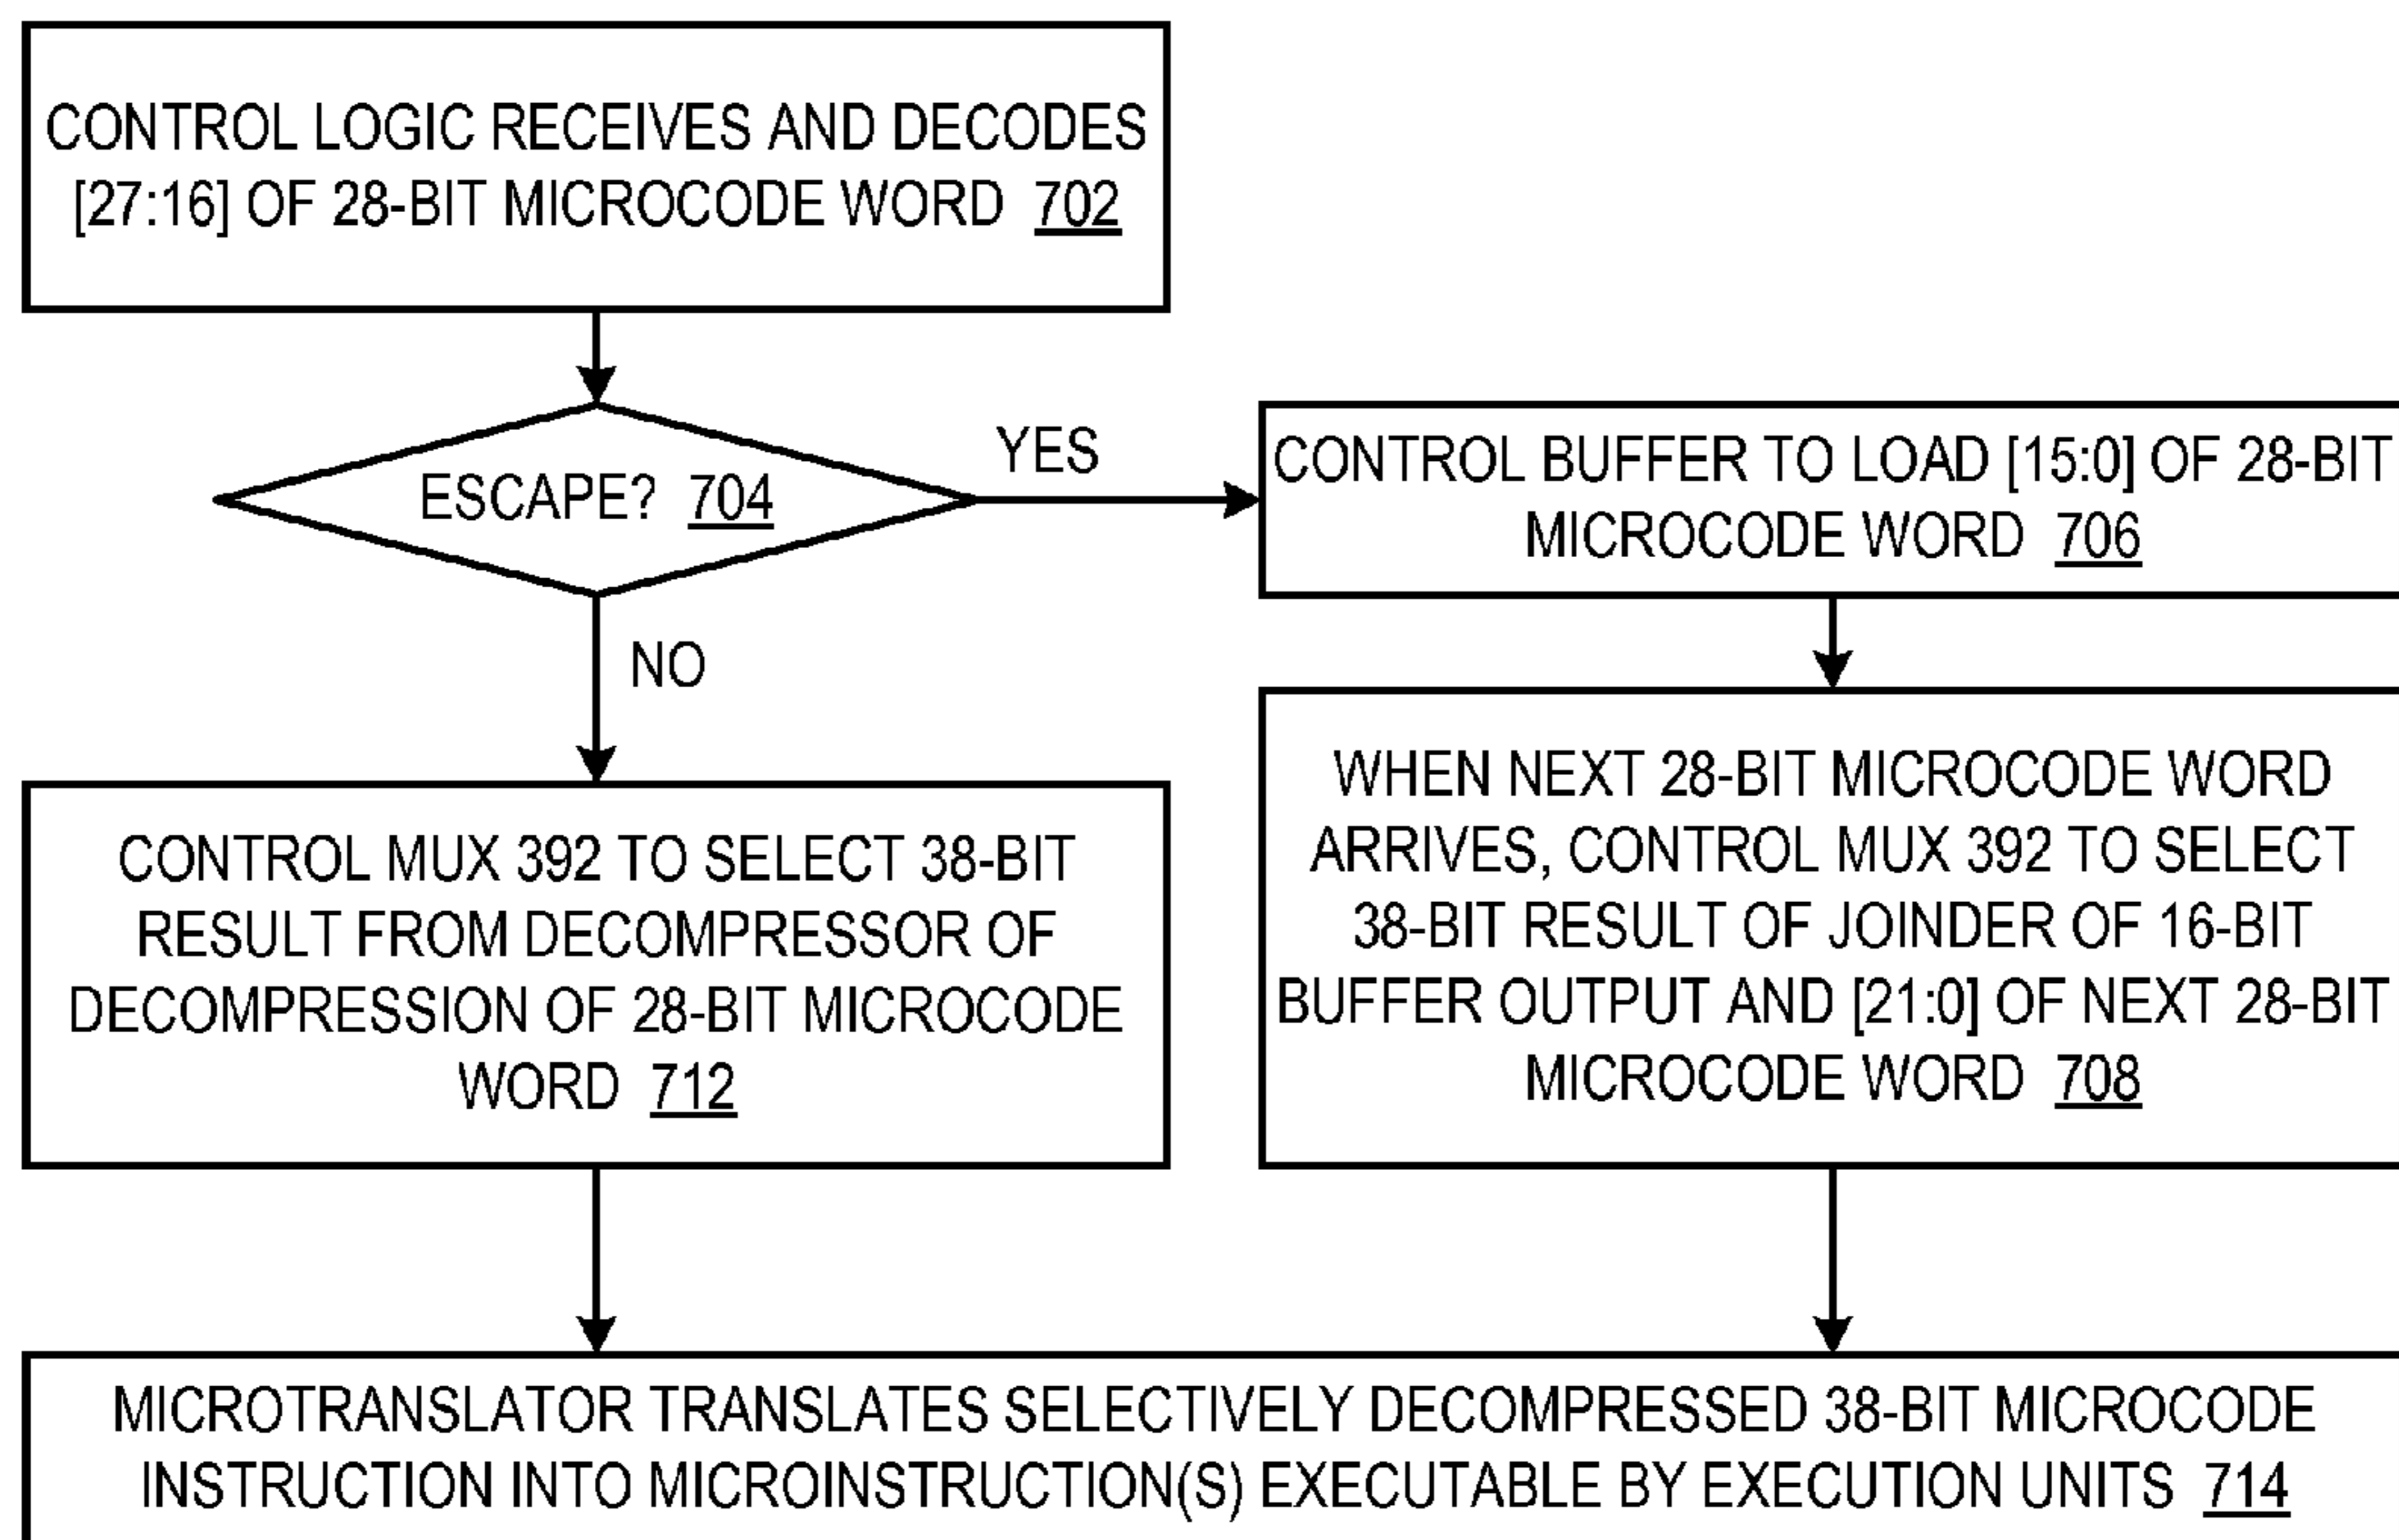 CONTROL LOGIC RECEIVES AND DECODES
[27:16] OF 28-BIT MICROCODE WORD 702
ESCAPE? 704
YES
CONTROL BUFFER TO LOAD [15:0] OF 28-BIT
MICROCODE WORD 706
NO
WHEN NEXT 28-BIT MICROCODE WORD
ARRIVES, CONTROL MUX 392 TO SELECT
38-BIT RESULT OF JOINDER OF 16-BIT
BUFFER OUTPUT AND [21:0] OF NEXT 28-BIT
MICROCODE WORD 708
CONTROL MUX 392 TO SELECT 38-BIT
RESULT FROM DECOMPRESSOR OF
DECOMPRESSION OF 28-BIT MICROCODE
WORD 712
MICROTRANSLATOR TRANSLATES SELECTIVELY DECOMPRESSED 38-BIT MICROCODE
INSTRUCTION INTO MICROINSTRUCTION(S) EXECUTABLE BY EXECUTION UNITS 714